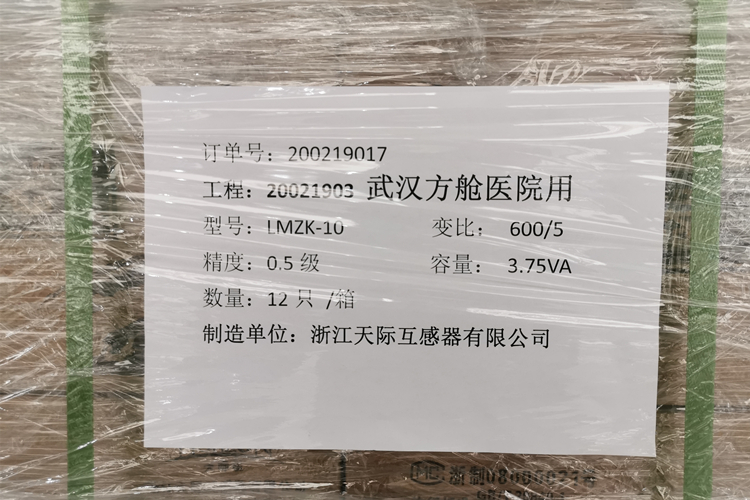 订单号：200219017
工程：20021903 武汉方舱医院用
型号：LMZK-10 变比： 600/5
精度：0.5 级 容量： 3.75VA
数量：12 只 /箱
制造单位：浙江天际互感器有限公司
浙制